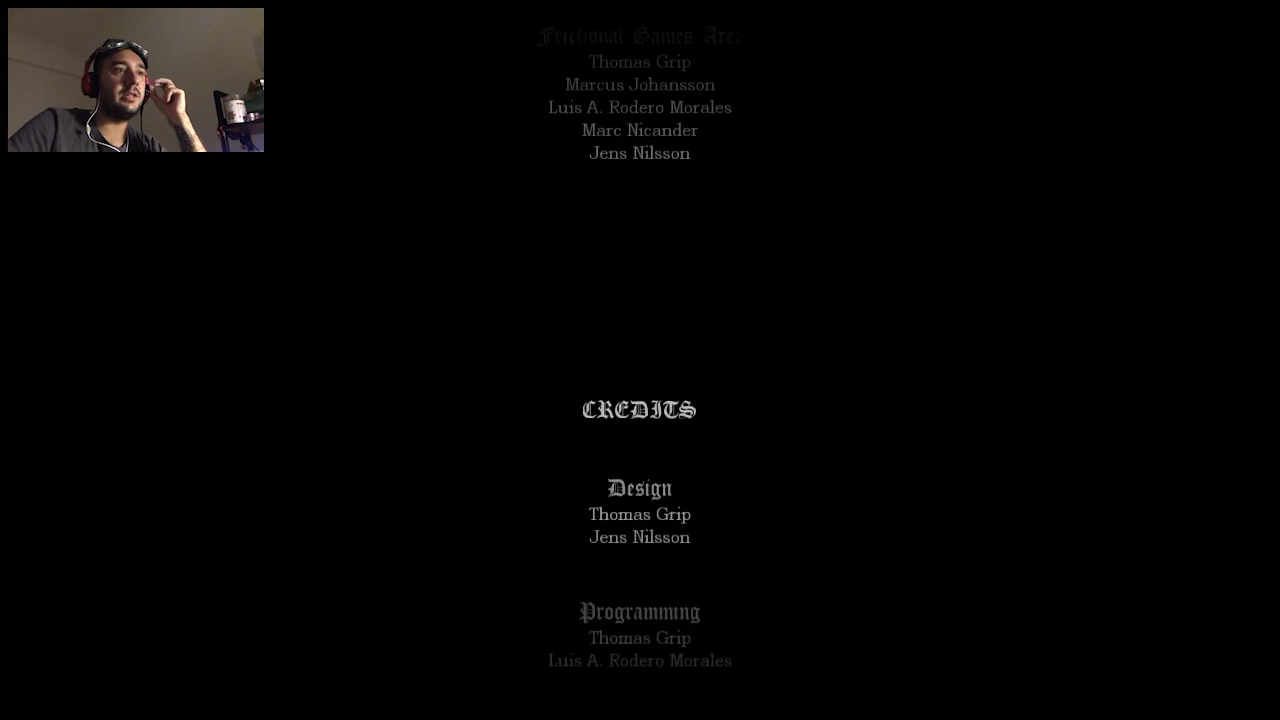 Frictional Games Are:
Thomas Grip
Marcus Johansson
Luis A. Rodero Morales
Marc Nicander
Jens Nilsson
CREDITS
Design
Thomas Grip
Jens Nilsson
Programming
Thomas Grip
Luis A. Rodero Morales